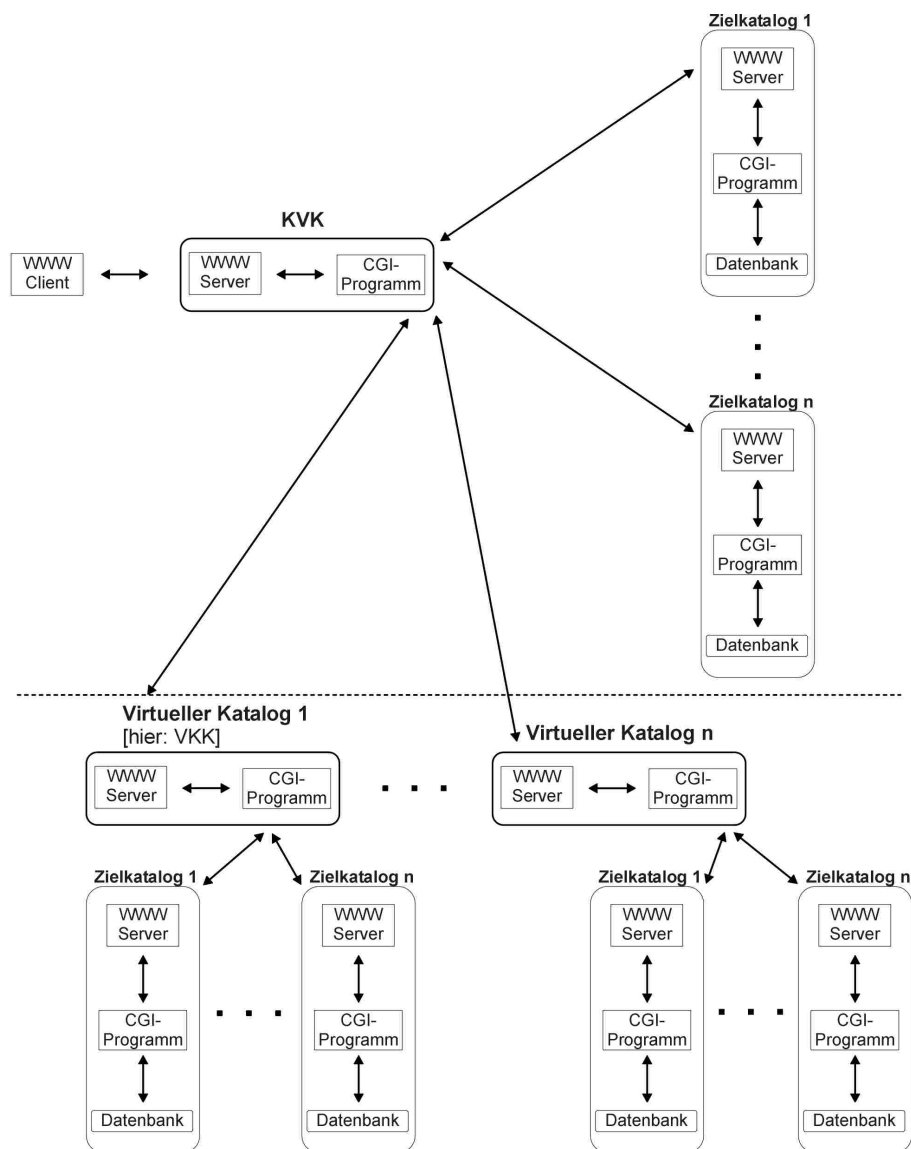 Zielkatalog 1
WWW
Server
CGI-
Programm
Datenbank
KVK
WWW
Client
WWW
Server
CGI-
Programm
Zielkatalog n
WWW
Server
CGI-
Programm
Datenbank
Virtueller Katalog 1
[hier: VKK]
WWW
Server
CGI-
Programm
Virtueller Katalog n
WWW
Server
CGI-
Programm
Zielkatalog 1
WWW
Server
CGI-
Programm
Datenbank
Zielkatalog n
WWW
Server
CGI-
Programm
Datenbank
Zielkatalog 1
WWW
Server
CGI-
Programm
Datenbank
Zielkatalog n
WWW
Server
CGI-
Programm
Datenbank